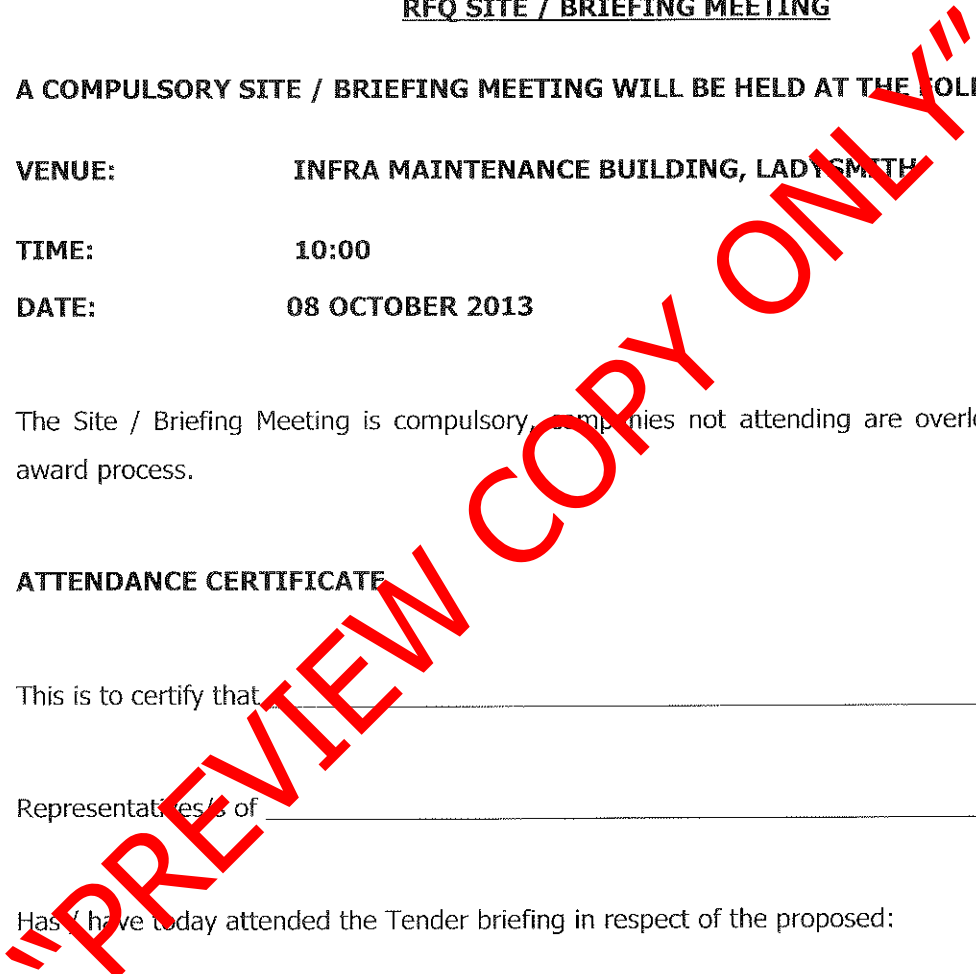 RFQ SITE / BRIEFING MEETING
A COMPULSORY SITE / BRIEFING MEETING WILL BE HELD AT THE
VENUE: INFRA MAINTENANCE BUILDING, LADYSMITH
TIME: 10:00
DATE: 08 OCTOBER 2013
The Site / Briefing Meeting is compulsory, companies not attending are
award process.
ATTENDANCE CERTIFICATE
This is to certify that
Representatives/s of
Has / have today attended the Tender briefing in respect of the proposed:
"PREVIEW COPY ONLY"